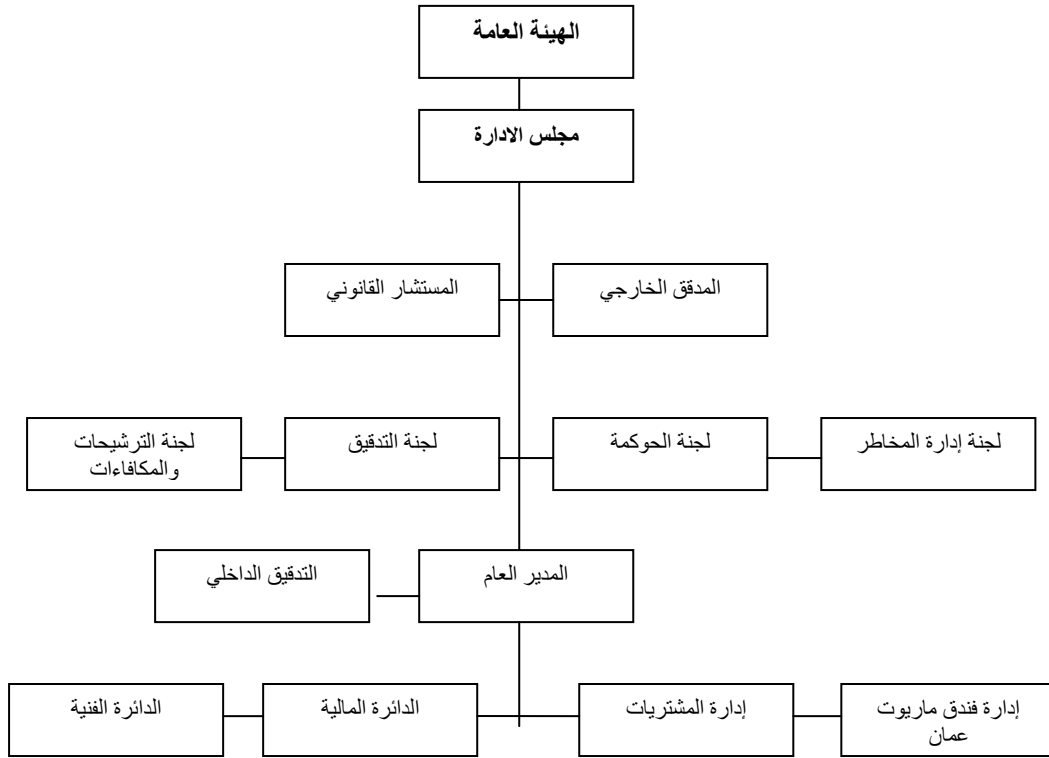 الهيئة العامة
مجلس الادارة
المدقق الخارجي
المستشار القانوني
لجنة إدارة المخاطر
لجنة الحوكمة
لجنة التدقيق
لجنة الترشيحات
والمكافاءات
المدير العام
التدقيق الداخلي
إدارة فندق ماريوت
عمان
إدارة المشتريات
الدائرة المالية
الدائرة الفنية